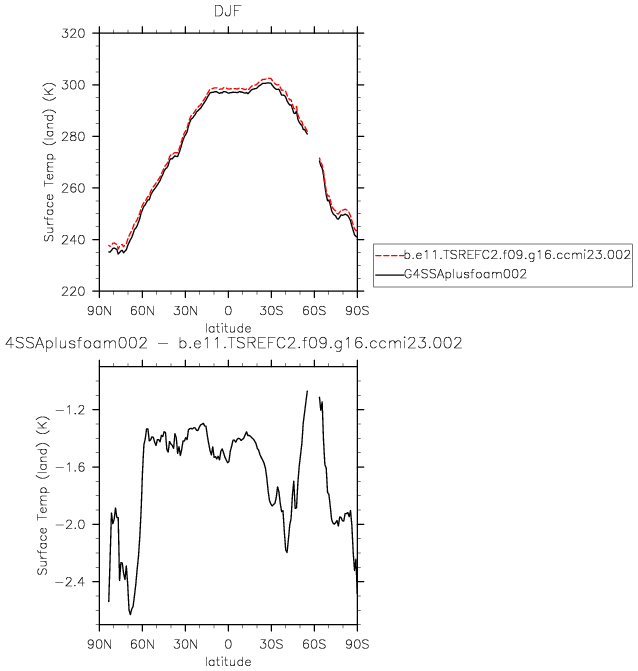 DJF
320
300
280
260
240
220
Surface Temp (land) (K)
90N 60N 30N 0 30S 60S 90S
latitude
b.e11.TSREFC2.f09.g16.ccmi23.002
G4SSAplusfoam002
4SSAplusfoam002 – b.e11.TSREFC2.f09.g16.ccmi23.002
−1.2
−1.6
−2.0
−2.4
Surface Temp (land) (K)
90N 60N 30N 0 30S 60S 90S
latitude